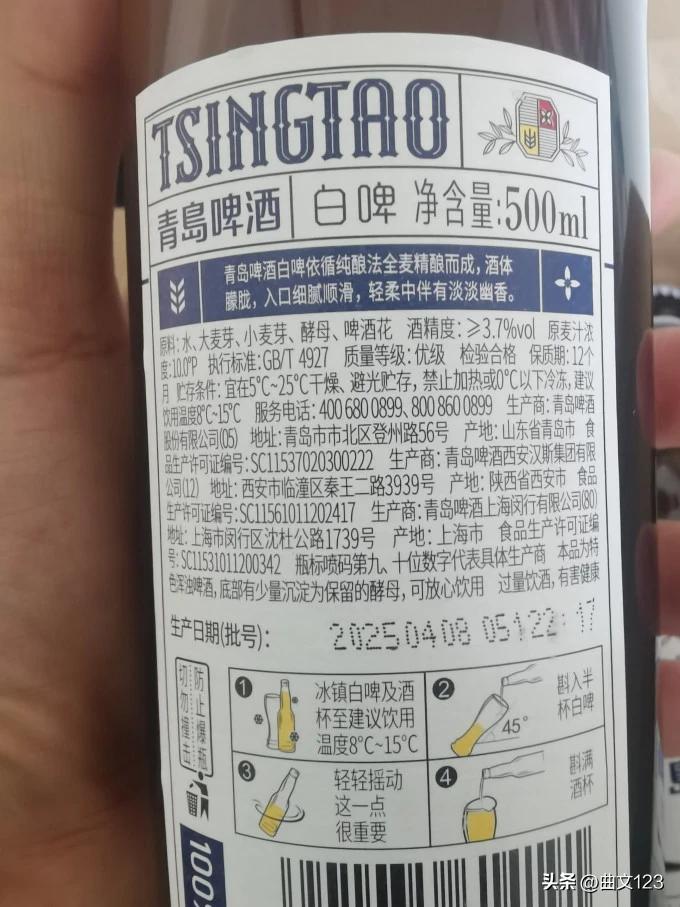 TSINGTAO
青島啤酒 白啤 净含量:500ml
青岛啤酒白啤依循纯酿法全麦精酿而成，酒体
朦胧，入口细腻顺滑，轻柔中伴有淡淡幽香。
原料:水、大麦芽、小麦芽、酵母、啤酒花 酒精度:≥3.7%vol 原麦汁浓
度:10.0°P 执行标准:GB/T 4927 质量等级:优级 检验合格 保质期:12个
月 贮存条件:宜在5°C~25°C干燥、避光贮存，禁止加热或0°C以下冷冻，建议
饮用温度8°C~15°C 服务电话:400 680 0899、800 860 0899 生产商:青岛啤酒
股份有限公司(05) 地址:青岛市市北区登州路56号 产地:山东省青岛市 食
品生产许可证编号:SC11537020300222 生产商:青岛啤酒西安汉斯集团有限
公司(12) 地址:西安市临潼区秦王二路3939号 产地:陕西省西安市 食品
生产许可证编号:SC11561011202417 生产商:青岛啤酒上海闵行有限公司(80)
地址:上海市闵行区沈杜公路1739号 产地:上海市 食品生产许可证编
号:SC11531011200342 瓶标喷码第九、十位数字代表具体生产商 本品为特
色浑浊啤酒，底部有少量沉淀为保留的酵母，可放心饮用 过量饮酒，有害健康
生产日期(批号): 20250408 05122:17
切勿撞击
防止爆瓶
1 冰镇白啤及酒
杯至建议饮用
温度8°C~15°C
2 斟入半
杯白啤
45°
3 轻轻摇动
这一点
很重要
4 斟满
酒杯
100%
头条 @曲文123